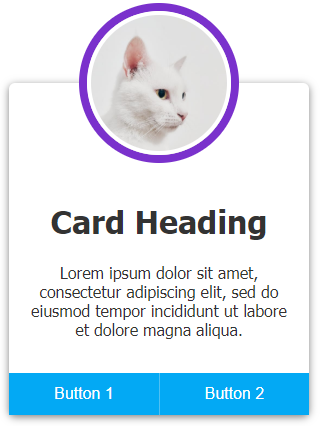 Card Heading
Lorem ipsum dolor sit amet,
consectetur adipiscing elit, sed do
eiusmod tempor incididunt ut labore
et dolore magna aliqua.
Button 1
Button 2